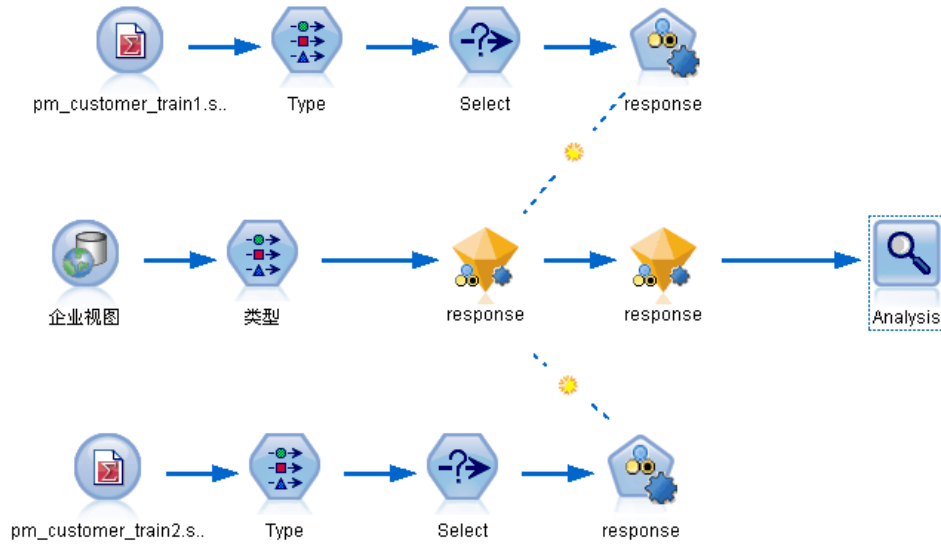 pm_customer_train1.s..
Type
Select
response
企业视图
类型
response
response
Analysis
pm_customer_train2.s..
Type
Select
response